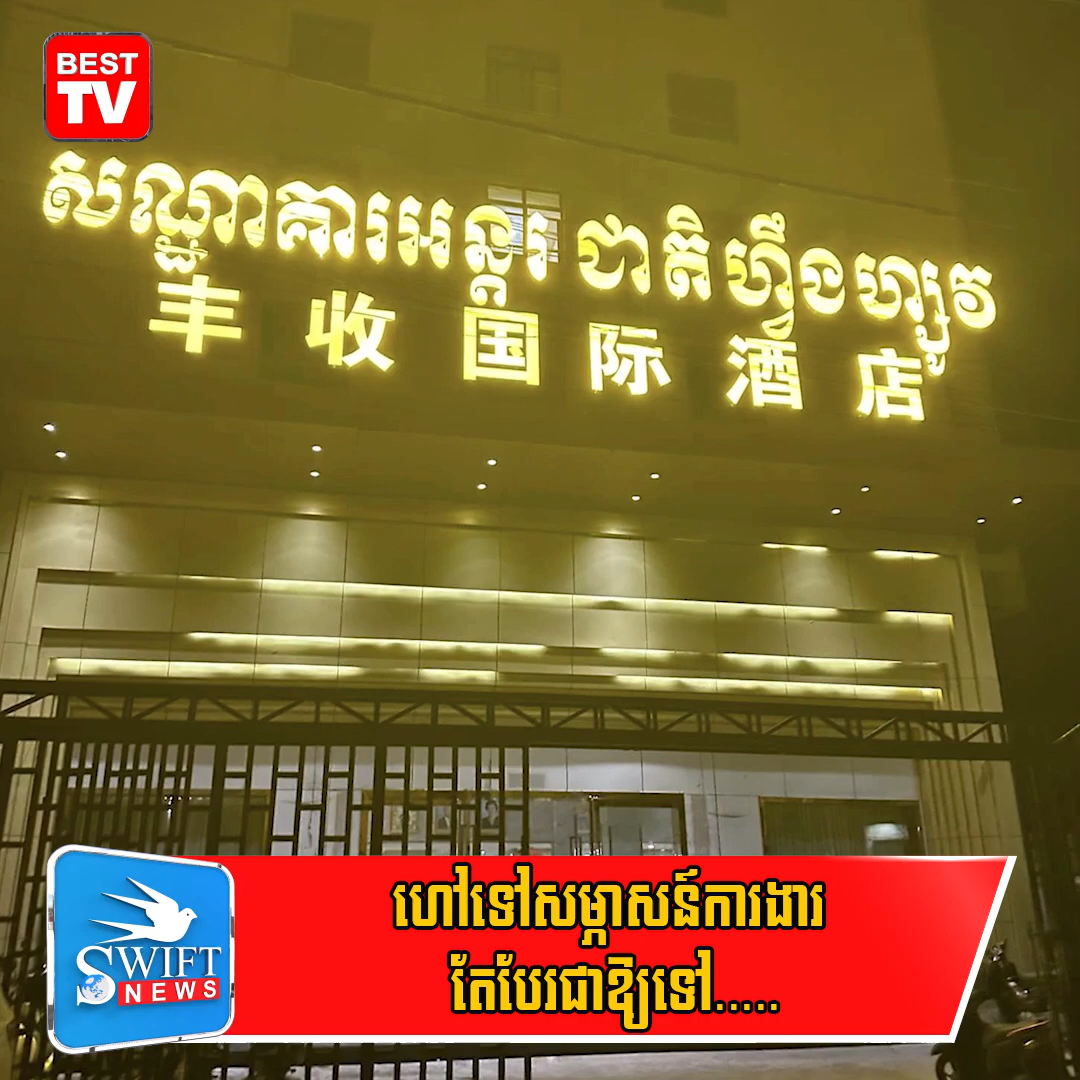 BEST
TV
សណ្ឋាគារអន្តរជាតិហ្វឹងហ្សូវ
丰收国际酒店
SWIFT
NEWS
ហៅទៅសម្ភាសន៍ការងារ
តែបែរជាឱ្យទៅ.....